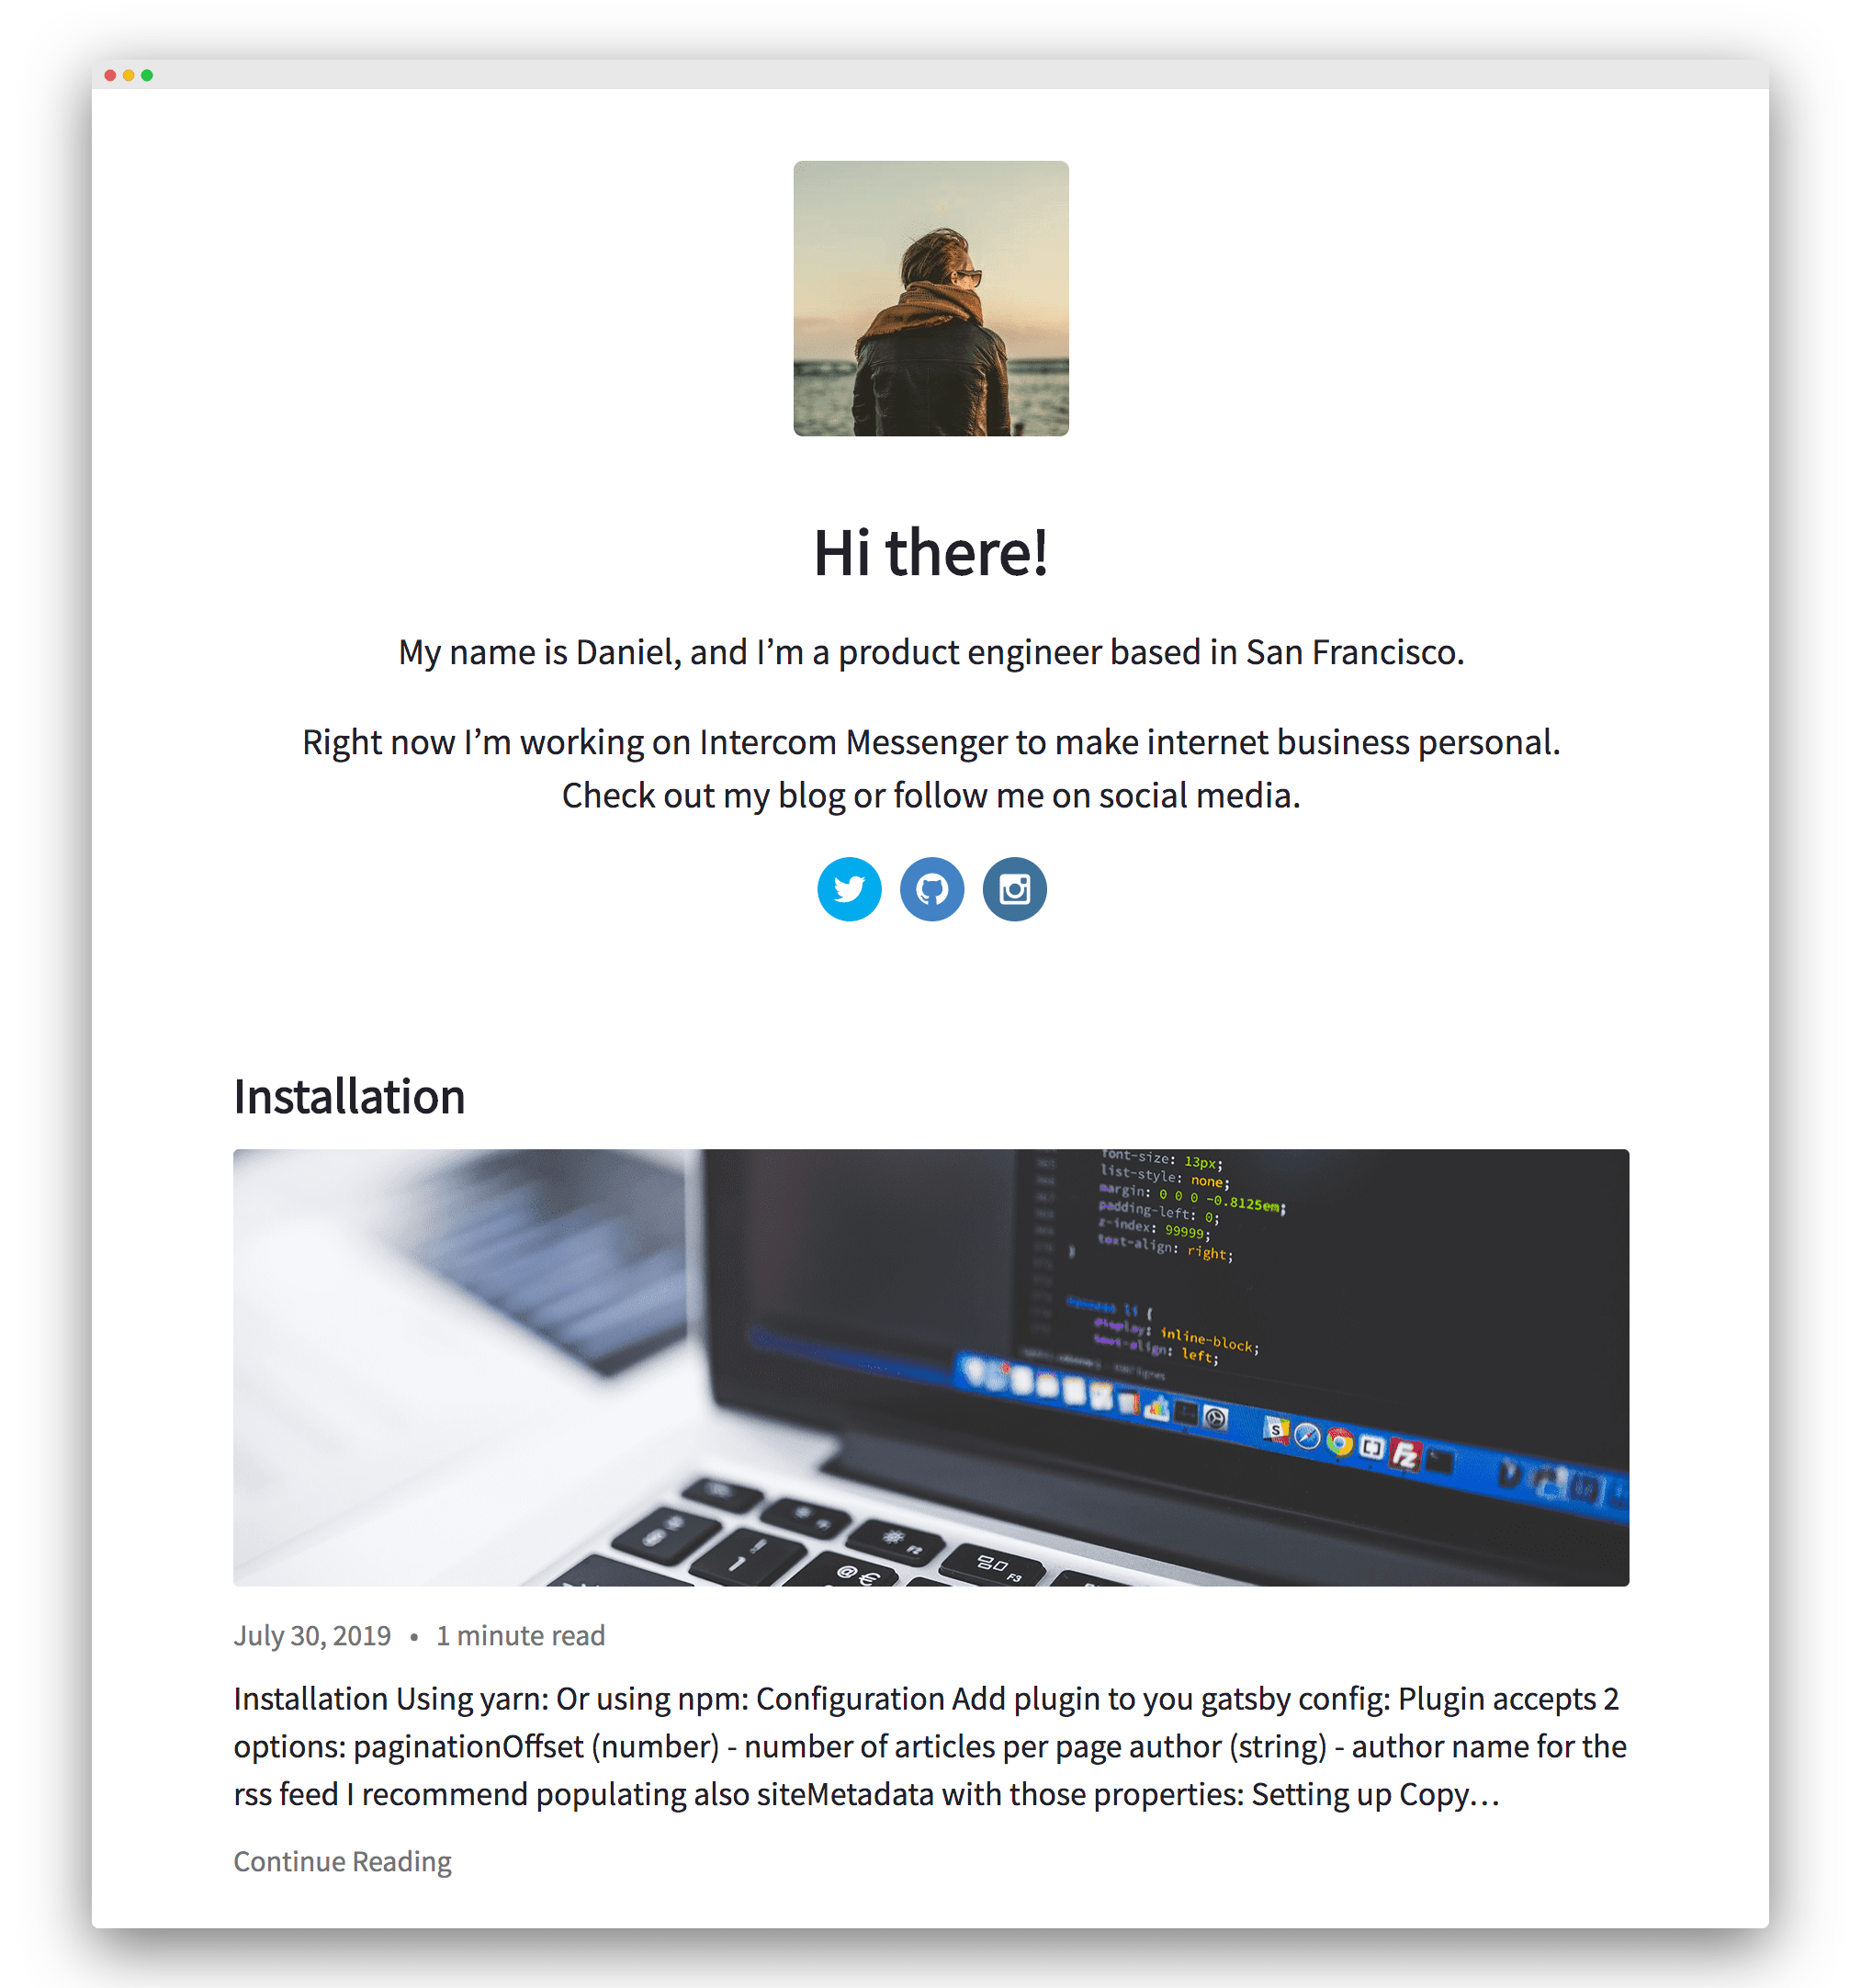 Hi there!
My name is Daniel, and I’m a product engineer based in San Francisco.
Right now I’m working on Intercom Messenger to make internet business personal.
Check out my blog or follow me on social media.
Installation
font-size: 13px;
list-style: none;
margin: 0 0 0 -0.8125em;
padding-left: 0;
z-index: 99999;
text-align: right;
}
li {
display: inline-block;
text-align: left;
S
FZ
F2
F3
1
@ €
July 30, 2019 • 1 minute read
Installation Using yarn: Or using npm: Configuration Add plugin to you gatsby config: Plugin accepts 2
options: paginationOffset (number) - number of articles per page author (string) - author name for the
rss feed I recommend populating also siteMetadata with those properties: Setting up Copy…
Continue Reading